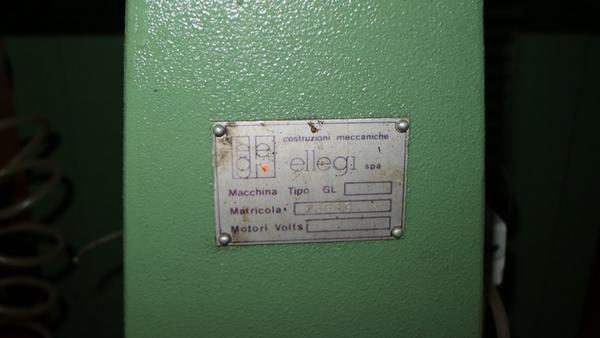 costruzioni meccaniche
ellegi spa
Macchina Tipo GL
Matricola
Motori Volts